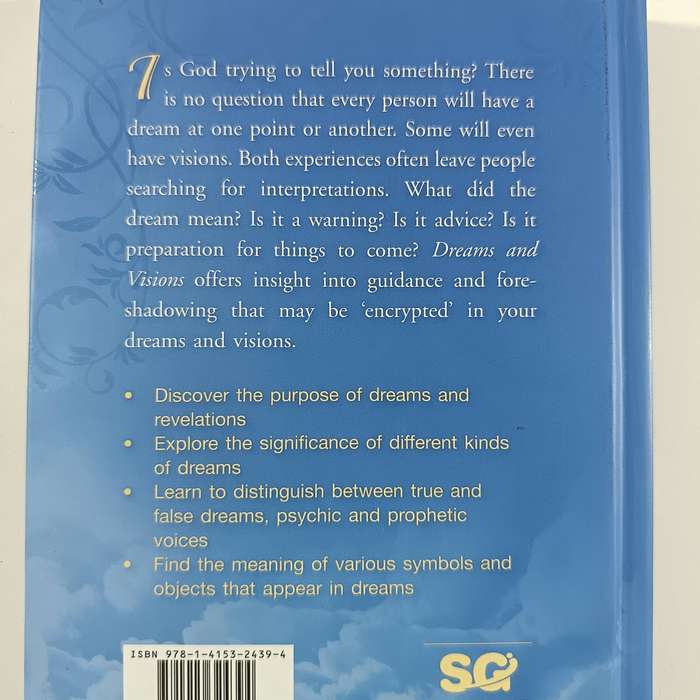 Is God trying to tell you something? There
is no question that every person will have a
dream at one point or another. Some will even
have visions. Both experiences often leave people
searching for interpretations. What did the
dream mean? Is it a warning? Is it advice? Is it
preparation for things to come? Dreams and
Visions offers insight into guidance and fore-
shadowing that may be ‘encrypted’ in your
dreams and visions.
• Discover the purpose of dreams and
revelations
• Explore the significance of different kinds
of dreams
• Learn to distinguish between true and
false dreams, psychic and prophetic
voices
• Find the meaning of various symbols and
objects that appear in dreams
ISBN 978-1-4153-2439-4
SG